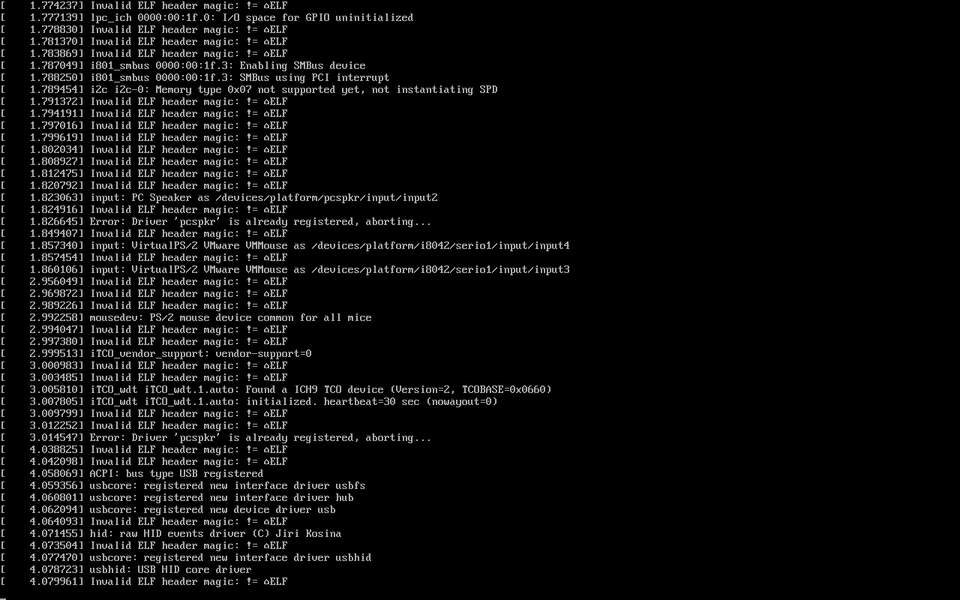 [    1.774237] Invalid ELF header magic: != ⌂ELF
[    1.777139] lpc_ich 0000:00:1f.0: I/O space for GPIO uninitialized
[    1.778830] Invalid ELF header magic: != ⌂ELF
[    1.781370] Invalid ELF header magic: != ⌂ELF
[    1.783869] Invalid ELF header magic: != ⌂ELF
[    1.787049] i801_smbus 0000:00:1f.3: Enabling SMBus device
[    1.788250] i801_smbus 0000:00:1f.3: SMBus using PCI interrupt
[    1.789454] i2c i2c-0: Memory type 0x07 not supported yet, not instantiating SPD
[    1.791372] Invalid ELF header magic: != ⌂ELF
[    1.794191] Invalid ELF header magic: != ⌂ELF
[    1.797016] Invalid ELF header magic: != ⌂ELF
[    1.799619] Invalid ELF header magic: != ⌂ELF
[    1.802034] Invalid ELF header magic: != ⌂ELF
[    1.808927] Invalid ELF header magic: != ⌂ELF
[    1.812475] Invalid ELF header magic: != ⌂ELF
[    1.820792] Invalid ELF header magic: != ⌂ELF
[    1.823063] input: PC Speaker as /devices/platform/pcspkr/input/input2
[    1.824916] Invalid ELF header magic: != ⌂ELF
[    1.826645] Error: Driver 'pcspkr' is already registered, aborting...
[    1.849407] Invalid ELF header magic: != ⌂ELF
[    1.857340] input: VirtualPS/2 VMware VMMouse as /devices/platform/i8042/serio1/input/input4
[    1.857454] Invalid ELF header magic: != ⌂ELF
[    1.860106] input: VirtualPS/2 VMware VMMouse as /devices/platform/i8042/serio1/input/input3
[    2.956049] Invalid ELF header magic: != ⌂ELF
[    2.969872] Invalid ELF header magic: != ⌂ELF
[    2.989226] Invalid ELF header magic: != ⌂ELF
[    2.992258] mousedev: PS/2 mouse device common for all mice
[    2.994047] Invalid ELF header magic: != ⌂ELF
[    2.997380] Invalid ELF header magic: != ⌂ELF
[    2.999513] iTCO_vendor_support: vendor-support=0
[    3.000983] Invalid ELF header magic: != ⌂ELF
[    3.003485] Invalid ELF header magic: != ⌂ELF
[    3.005810] iTCO_wdt iTCO_wdt.1.auto: Found a ICH9 TCO device (Version=2, TCOBASE=0x0660)
[    3.007805] iTCO_wdt iTCO_wdt.1.auto: initialized. heartbeat=30 sec (nowayout=0)
[    3.009799] Invalid ELF header magic: != ⌂ELF
[    3.012252] Invalid ELF header magic: != ⌂ELF
[    3.014547] Error: Driver 'pcspkr' is already registered, aborting...
[    4.038825] Invalid ELF header magic: != ⌂ELF
[    4.042098] Invalid ELF header magic: != ⌂ELF
[    4.058069] ACPI: bus type USB registered
[    4.059356] usbcore: registered new interface driver usbfs
[    4.060801] usbcore: registered new interface driver hub
[    4.062094] usbcore: registered new device driver usb
[    4.064093] Invalid ELF header magic: != ⌂ELF
[    4.071455] hid: raw HID events driver (C) Jiri Kosina
[    4.073504] Invalid ELF header magic: != ⌂ELF
[    4.077470] usbcore: registered new interface driver usbhid
[    4.078723] usbhid: USB HID core driver
[    4.079961] Invalid ELF header magic: != ⌂ELF